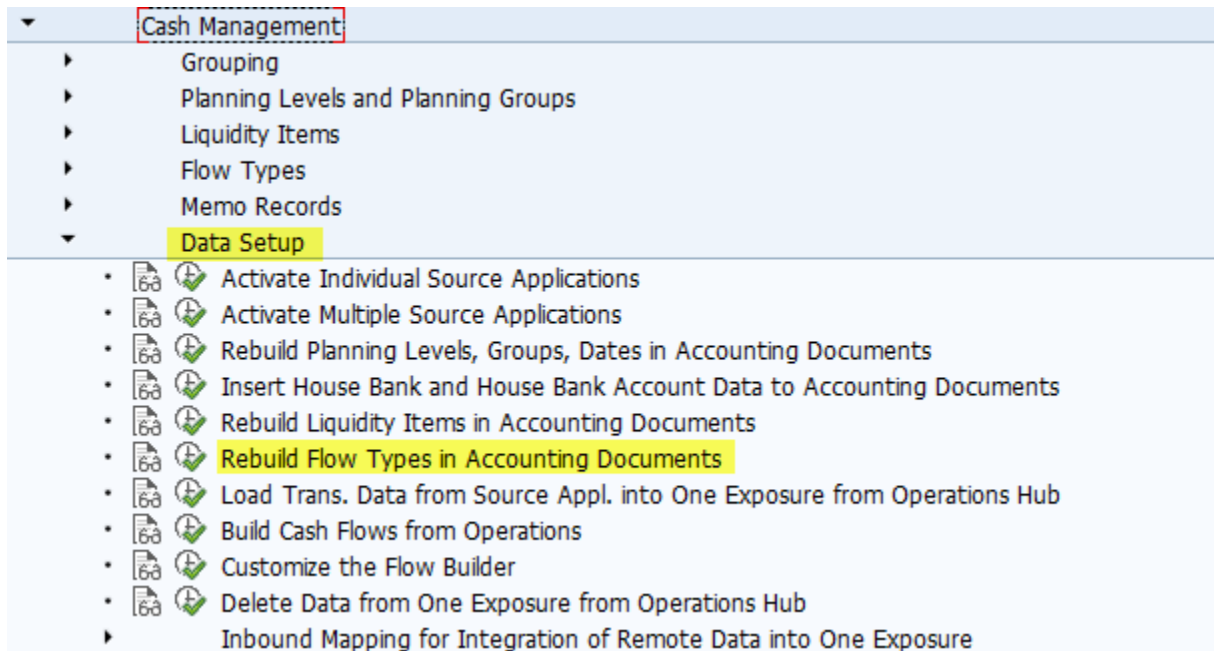 Cash Management
Grouping
Planning Levels and Planning Groups
Liquidity Items
Flow Types
Memo Records
Data Setup
Activate Individual Source Applications
Activate Multiple Source Applications
Rebuild Planning Levels, Groups, Dates in Accounting Documents
Insert House Bank and House Bank Account Data to Accounting Documents
Rebuild Liquidity Items in Accounting Documents
Rebuild Flow Types in Accounting Documents
Load Trans. Data from Source Appl. into One Exposure from Operations Hub
Build Cash Flows from Operations
Customize the Flow Builder
Delete Data from One Exposure from Operations Hub
Inbound Mapping for Integration of Remote Data into One Exposure